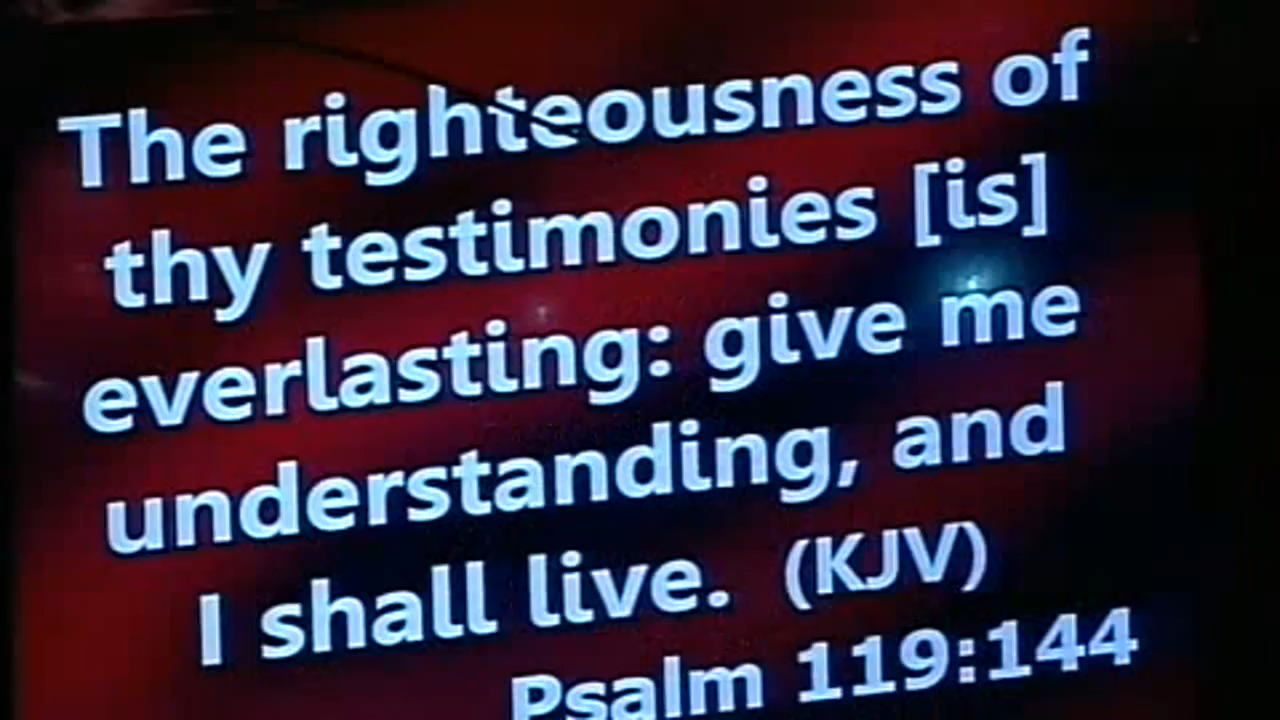 The righteousness of
thy testimonies [is]
everlasting: give me
understanding, and
I shall live. (KJV)
Psalm 119:144